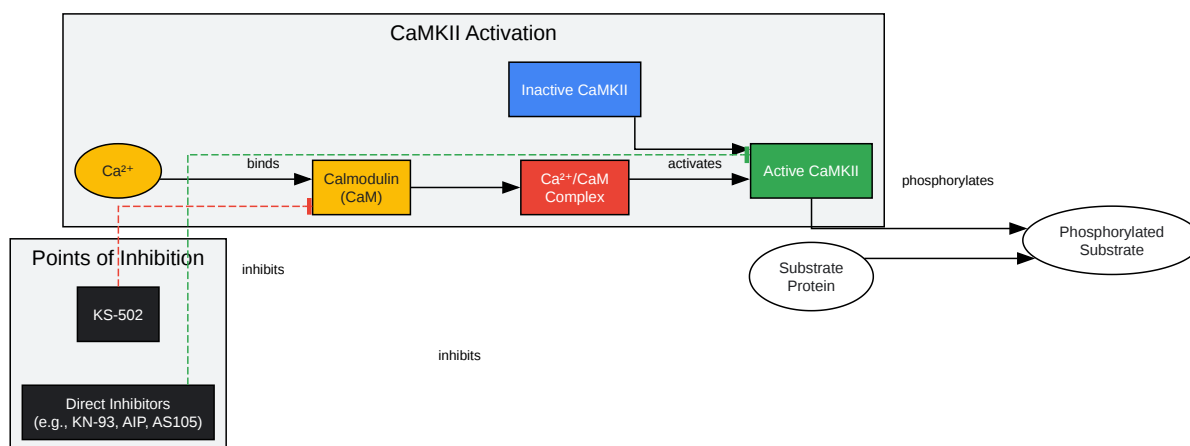 CaMKII Activation
Inactive CaMKII
Ca²⁺
binds
Calmodulin
(CaM)
Ca²⁺/CaM
Complex
activates
Active CaMKII
phosphorylates
Phosphorylated
Substrate
Substrate
Protein
Points of Inhibition
inhibits
KS-502
inhibits
Direct Inhibitors
(e.g., KN-93, AIP, AS105)